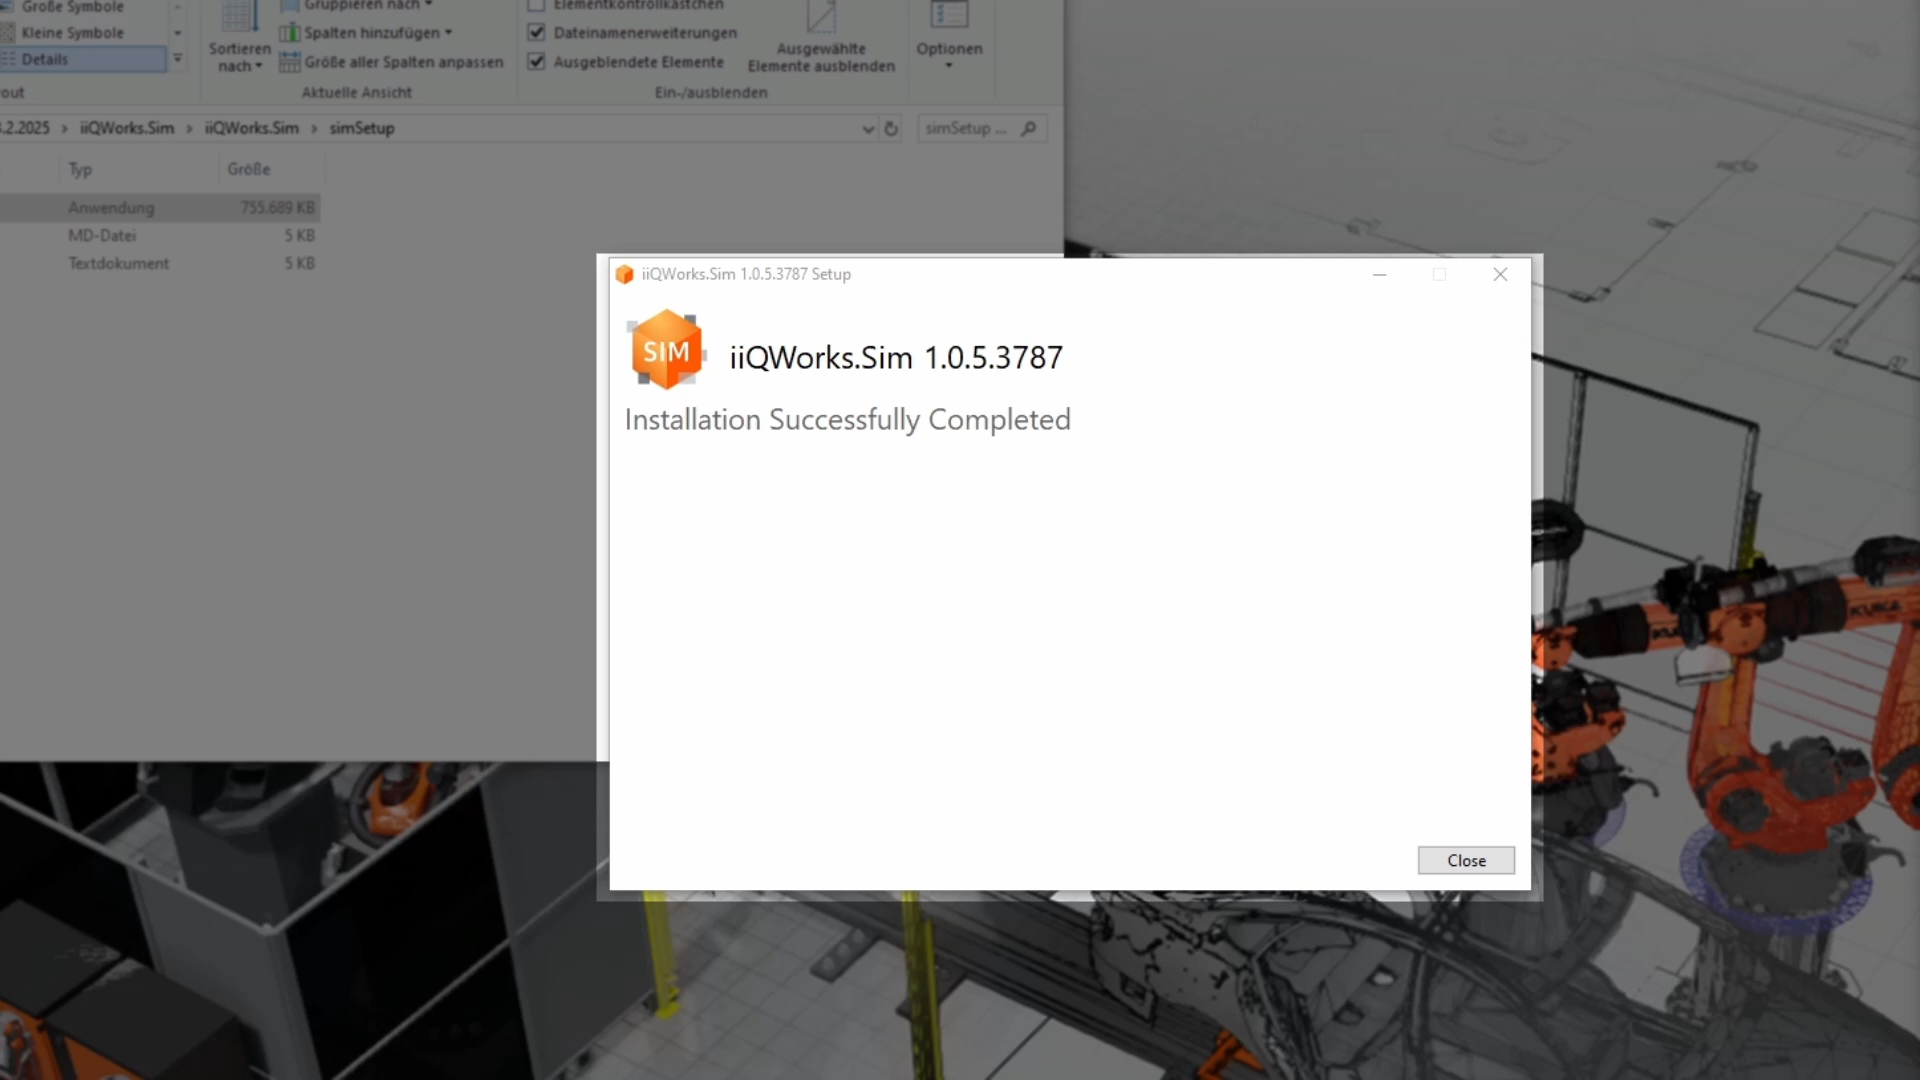 Große Symbole
Kleine Symbole
Details
Sortieren
nach
Gruppieren nach
Spalten hinzufügen
Größe aller Spalten anpassen
Aktuelle Ansicht
Elementkontrollkästchen
Dateinamenerweiterungen
Ausgeblendete Elemente
Ausgewählte
Elemente ausblenden
Ein-/ausblenden
Optionen
.2.2025 › iiQWorks.Sim › iiQWorks.Sim › simSetup
simSetup ...
Typ Größe
Anwendung 755.689 KB
MD-Datei 5 KB
Textdokument 5 KB
iiQWorks.Sim 1.0.5.3787 Setup
SIM
iiQWorks.Sim 1.0.5.3787
Installation Successfully Completed
Close
KUKA